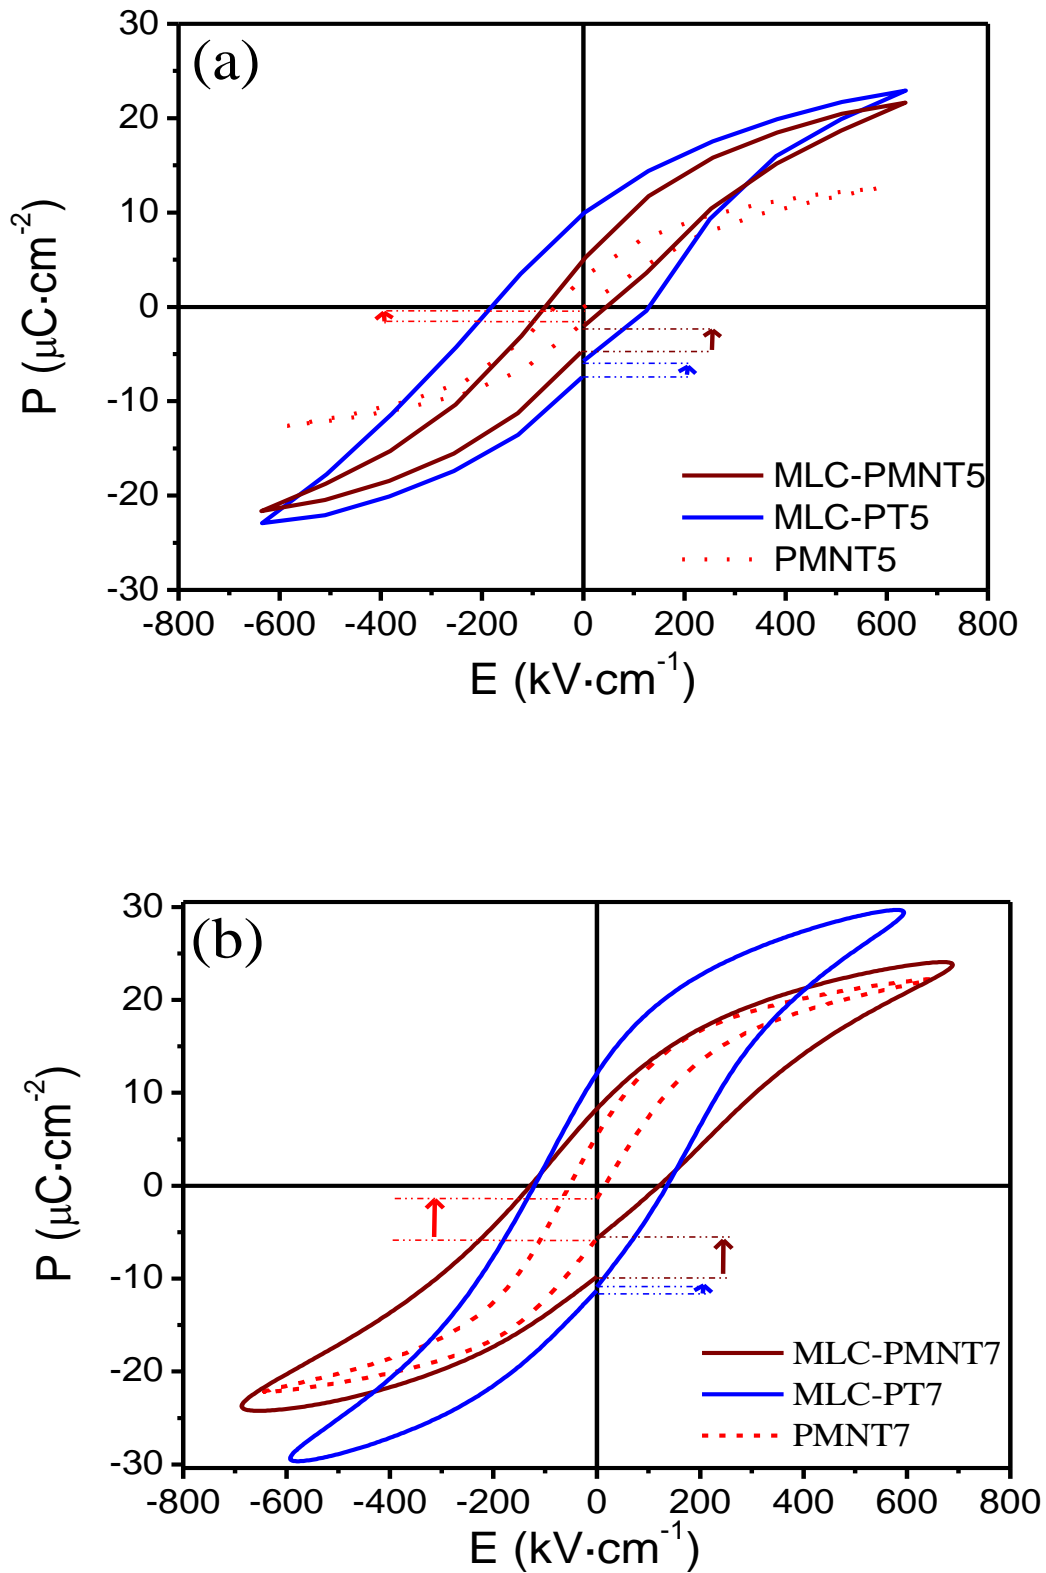 (a)
30
20
10
0
-10
-20
-30
-800 -600 -400 -200 0 200 400 600 800
P (μC·cm⁻²)
E (kV·cm⁻¹)
MLC-PMNT5
MLC-PT5
PMNT5
(b)
30
20
10
0
-10
-20
-30
-800 -600 -400 -200 0 200 400 600 800
P (μC·cm⁻²)
E (kV·cm⁻¹)
MLC-PMNT7
MLC-PT7
PMNT7